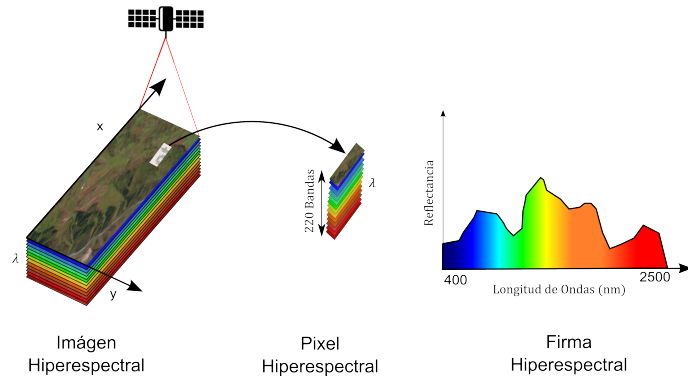 x
λ
y
220 Bandas
λ
Reflectancia
400
2500
Longitud de Ondas (nm)
Imágen
Hiperespectral
Pixel
Hiperespectral
Firma
Hiperespectral